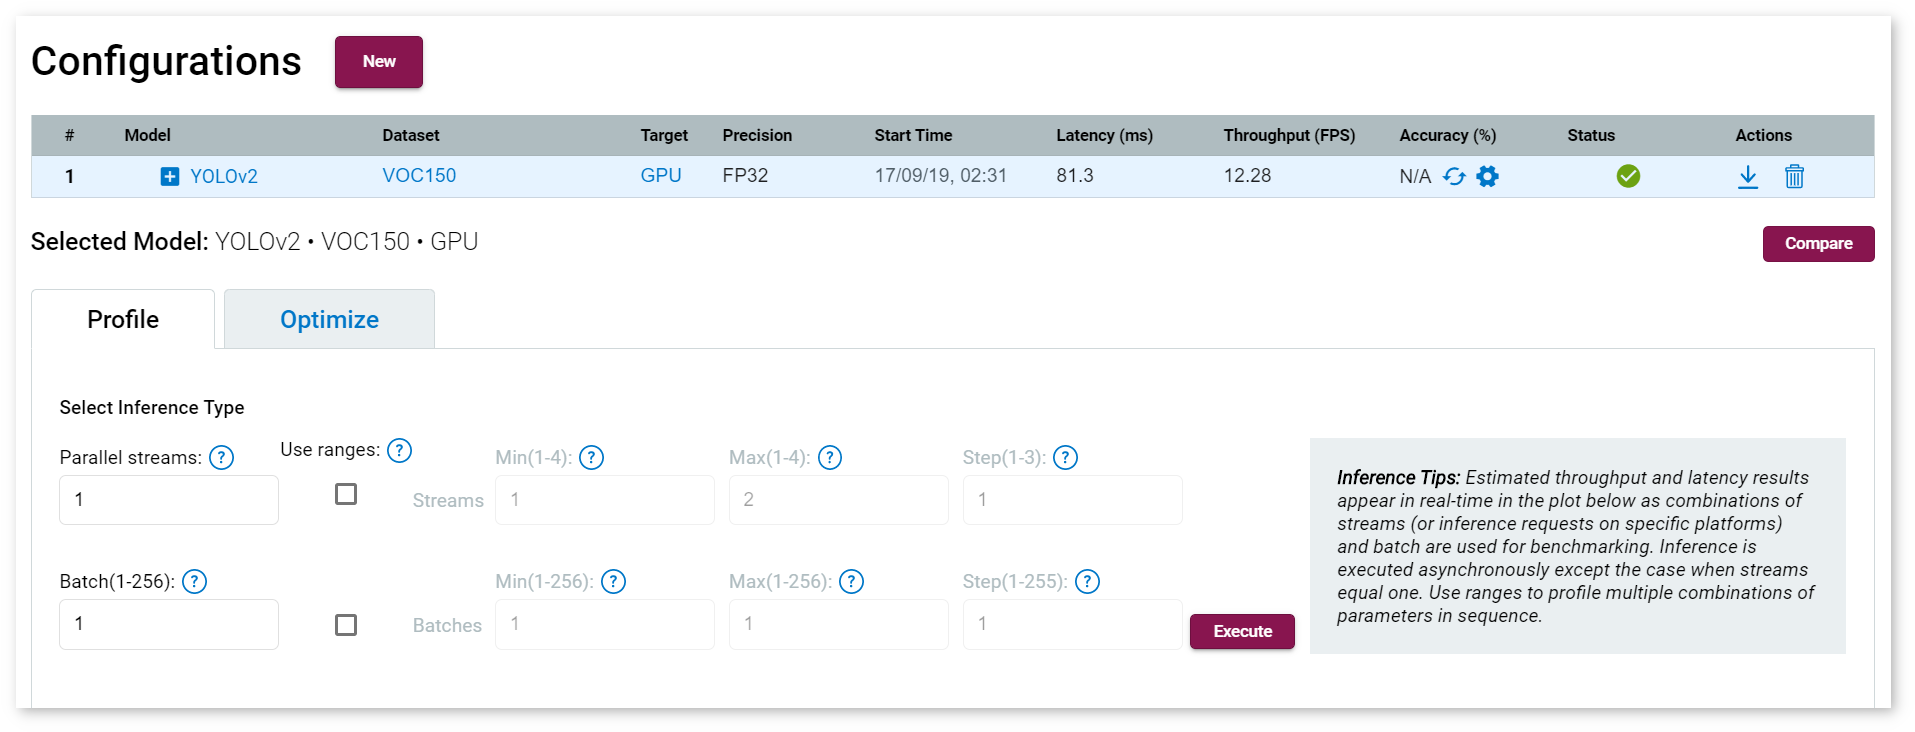 Configurations New
# Model Dataset Target Precision Start Time Latency (ms) Throughput (FPS) Accuracy (%) Status Actions
1 YOLOv2 VOC150 GPU FP32 17/09/19, 02:31 81.3 12.28 N/A
Selected Model: YOLOv2 • VOC150 • GPU Compare
Profile Optimize
Select Inference Type
Parallel streams: ? Use ranges: ? Min(1-4): ? Max(1-4): ? Step(1-3): ?
1 Streams 1 2 1
Batch(1-256): ? Min(1-256): ? Max(1-256): ? Step(1-255): ?
1 Batches 1 1 1 Execute
Inference Tips: Estimated throughput and latency results
appear in real-time in the plot below as combinations of
streams (or inference requests on specific platforms)
and batch are used for benchmarking. Inference is
executed asynchronously except the case when streams
equal one. Use ranges to profile multiple combinations of
parameters in sequence.